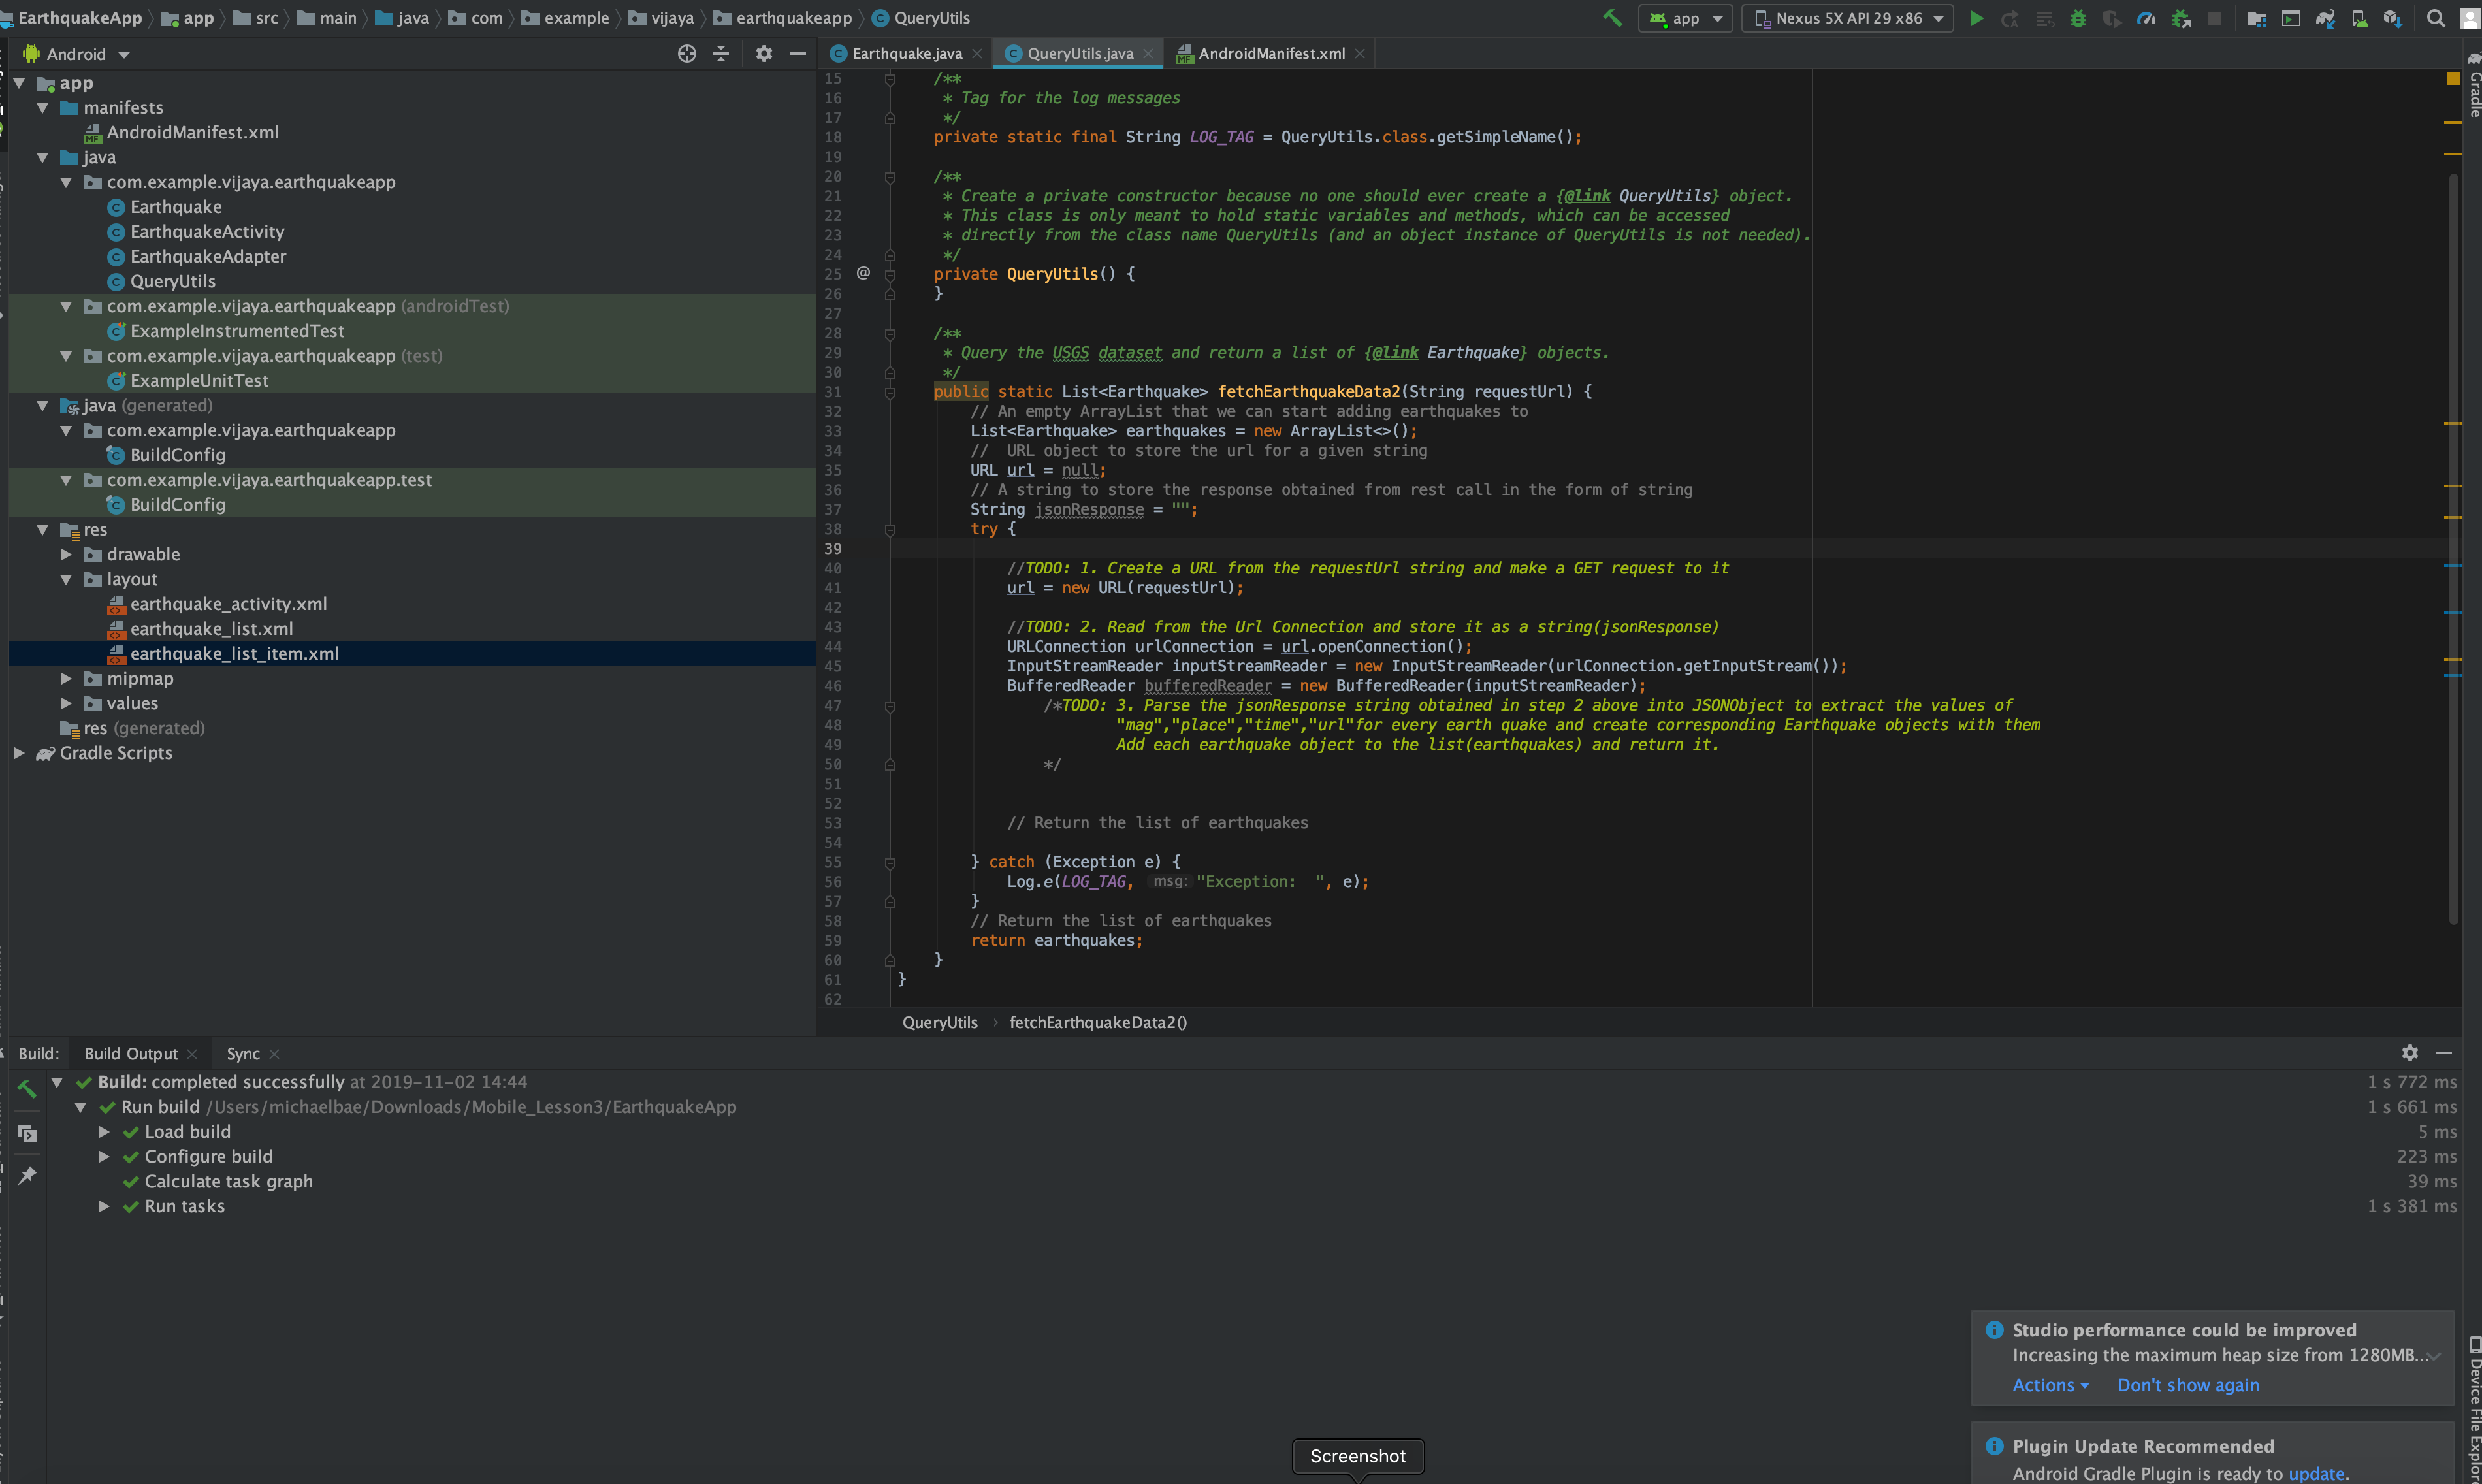 EarthquakeApp app src main java com example vijaya earthquakeapp QueryUtils
app Nexus 5X API 29 x86
Android
Earthquake.java QueryUtils.java AndroidManifest.xml
app
manifests
AndroidManifest.xml
java
com.example.vijaya.earthquakeapp
Earthquake
EarthquakeActivity
EarthquakeAdapter
QueryUtils
com.example.vijaya.earthquakeapp (androidTest)
ExampleInstrumentedTest
com.example.vijaya.earthquakeapp (test)
ExampleUnitTest
java (generated)
com.example.vijaya.earthquakeapp
BuildConfig
com.example.vijaya.earthquakeapp.test
BuildConfig
res
drawable
layout
earthquake_activity.xml
earthquake_list.xml
earthquake_list_item.xml
mipmap
values
res (generated)
Gradle Scripts
15 /**
16 * Tag for the log messages
17 */
18 private static final String LOG_TAG = QueryUtils.class.getSimpleName();
19
20 /**
21 * Create a private constructor because no one should ever create a {@link QueryUtils} object.
22 * This class is only meant to hold static variables and methods, which can be accessed
23 * directly from the class name QueryUtils (and an object instance of QueryUtils is not needed).
24 */
25 @ private QueryUtils() {
26 }
27
28 /**
29 * Query the USGS dataset and return a list of {@link Earthquake} objects.
30 */
31 public static List<Earthquake> fetchEarthquakeData2(String requestUrl) {
32 // An empty ArrayList that we can start adding earthquakes to
33 List<Earthquake> earthquakes = new ArrayList<>();
34 // URL object to store the url for a given string
35 URL url = null;
36 // A string to store the response obtained from rest call in the form of string
37 String jsonResponse = "";
38 try {
39
40 //TODO: 1. Create a URL from the requestUrl string and make a GET request to it
41 url = new URL(requestUrl);
42
43 //TODO: 2. Read from the Url Connection and store it as a string(jsonResponse)
44 URLConnection urlConnection = url.openConnection();
45 InputStreamReader inputStreamReader = new InputStreamReader(urlConnection.getInputStream());
46 BufferedReader bufferedReader = new BufferedReader(inputStreamReader);
47 /*TODO: 3. Parse the jsonResponse string obtained in step 2 above into JSONObject to extract the values of
48 "mag","place","time","url"for every earth quake and create corresponding Earthquake objects with them
49 Add each earthquake object to the list(earthquakes) and return it.
50 */
51
52
53 // Return the list of earthquakes
54
55 } catch (Exception e) {
56 Log.e(LOG_TAG, msg: "Exception:  ", e);
57 }
58 // Return the list of earthquakes
59 return earthquakes;
60 }
61 }
62
QueryUtils fetchEarthquakeData2()
Gradle
Device File Explorer
Build: Build Output Sync
Build: completed successfully at 2019-11-02 14:44 1 s 772 ms
Run build /Users/michaelbae/Downloads/Mobile_Lesson3/EarthquakeApp 1 s 661 ms
Load build 5 ms
Configure build 223 ms
Calculate task graph 39 ms
Run tasks 1 s 381 ms
Studio performance could be improved
Increasing the maximum heap size from 1280MB...
Actions Don't show again
Plugin Update Recommended
Android Gradle Plugin is ready to update.
Screenshot